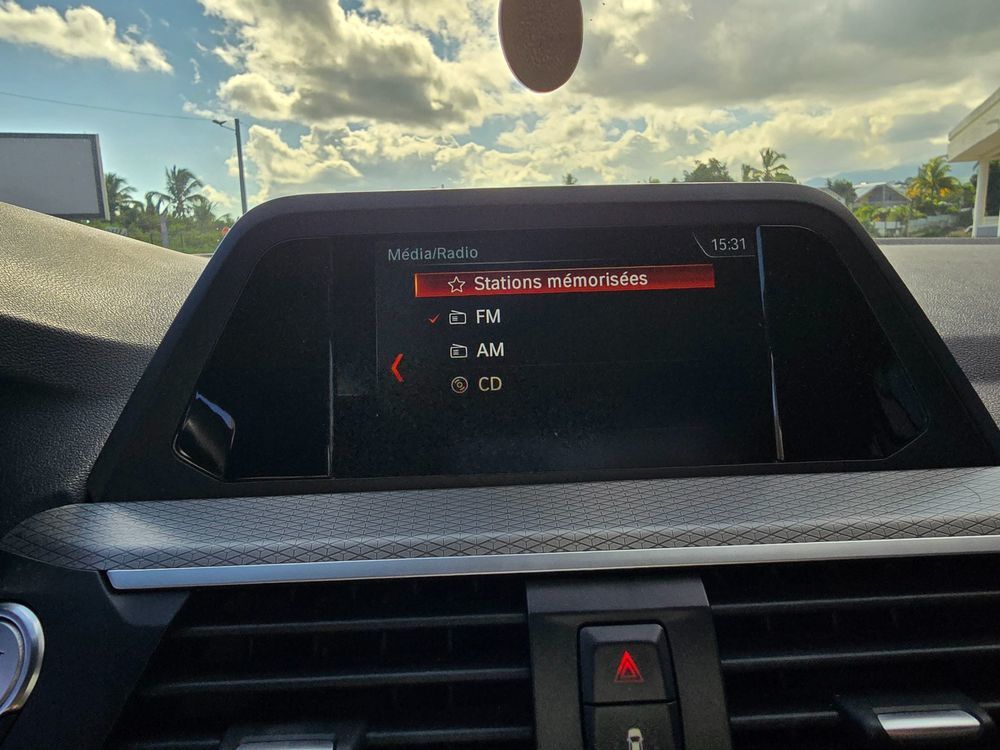 Média/Radio
15:31
Stations mémorisées
FM
AM
CD